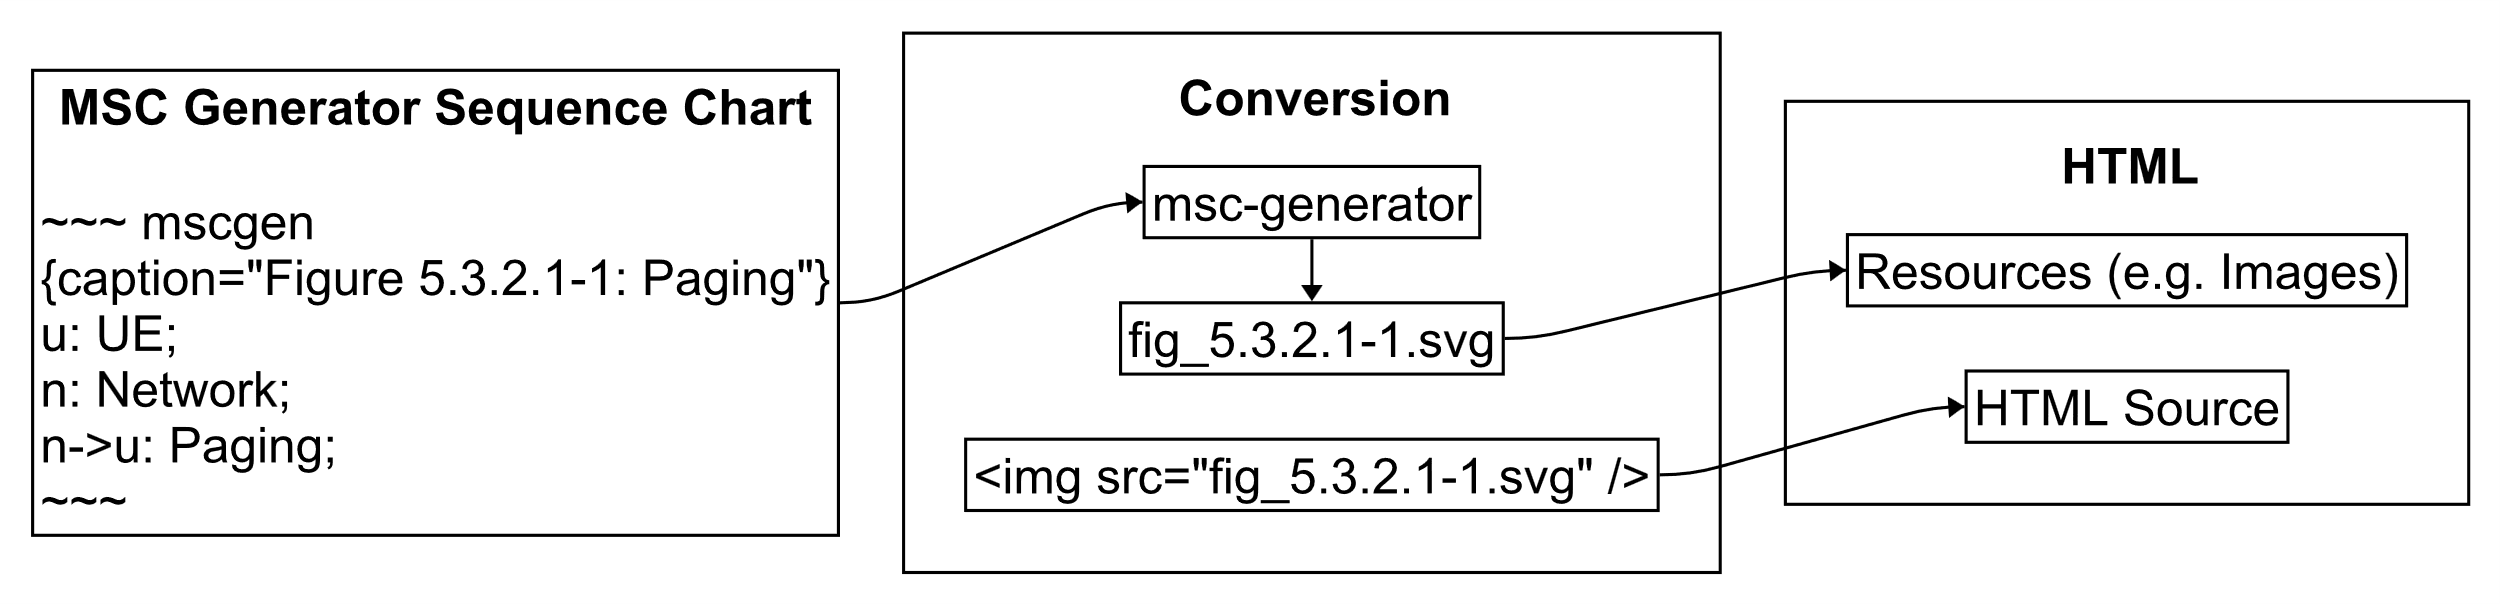 MSC Generator Sequence Chart
~~~ mscgen
{caption="Figure 5.3.2.1-1: Paging"}
u: UE;
n: Network;
n->u: Paging;
~~~
Conversion
msc-generator
fig_5.3.2.1-1.svg
<img src="fig_5.3.2.1-1.svg" />
HTML
Resources (e.g. Images)
HTML Source